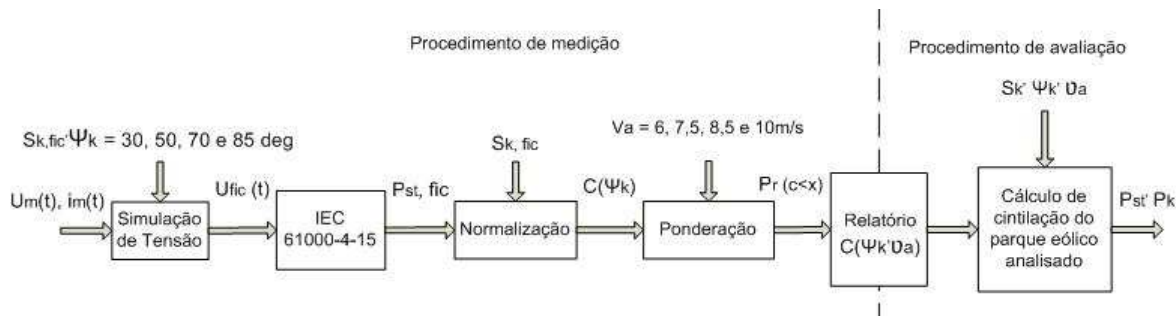 Procedimento de medição
Procedimento de avaliação
Sk' Ψk' ʋa
Sk,fic'Ψk = 30, 50, 70 e 85 deg
Sk, fic
Va = 6, 7,5, 8,5 e 10m/s
Um(t), im(t)
Simulação
de Tensão
Ufic (t)
IEC
61000-4-15
Pst, fic
Normalização
C(Ψk)
Ponderação
Pr (c<x)
Relatório
C(Ψk'ʋa)
Cálculo de
cintilação do
parque eólico
analisado
Pst' Pk